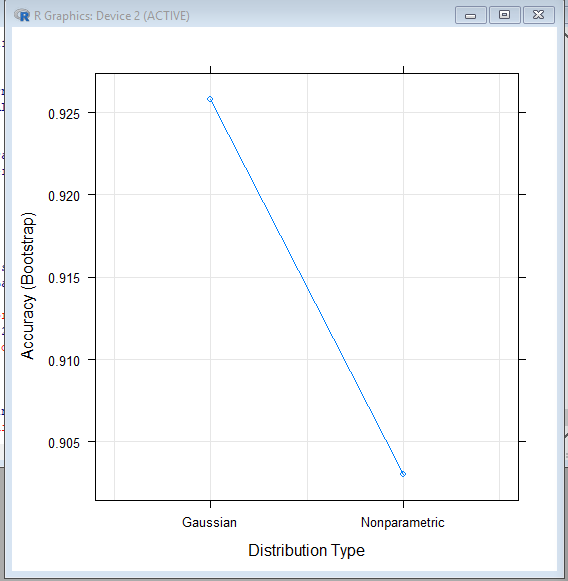 R Graphics: Device 2 (ACTIVE)
0.925
0.920
0.915
0.910
0.905
Accuracy (Bootstrap)
Gaussian
Nonparametric
Distribution Type